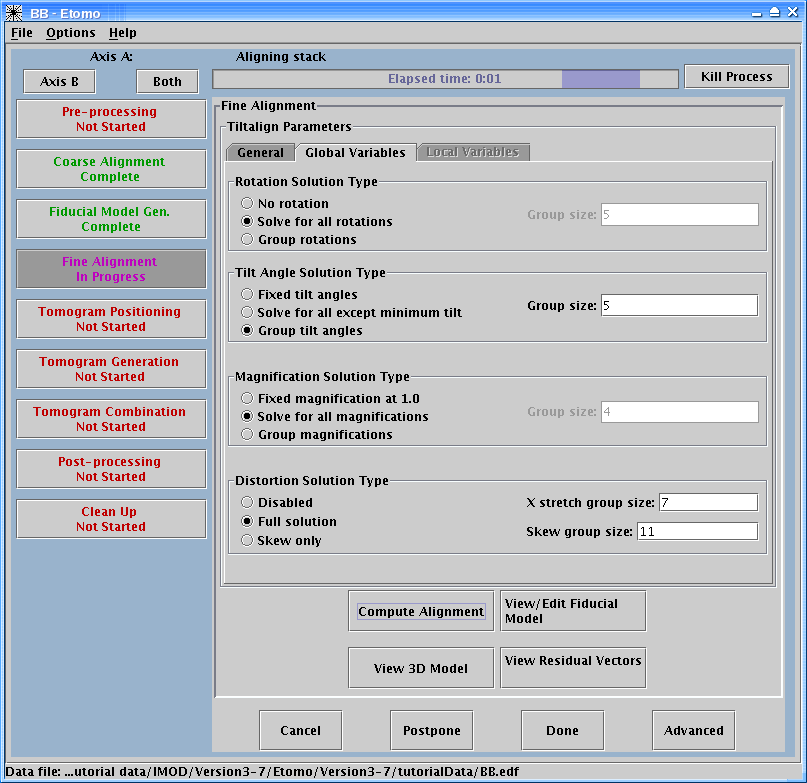 BB - Etomo
File Options Help
Axis A: Aligning stack
Axis B Both Elapsed time: 0:01 Kill Process
Pre-processing
Not Started
Coarse Alignment
Complete
Fiducial Model Gen.
Complete
Fine Alignment
In Progress
Tomogram Positioning
Not Started
Tomogram Generation
Not Started
Tomogram Combination
Not Started
Post-processing
Not Started
Clean Up
Not Started
Fine Alignment
Tiltalign Parameters
General Global Variables Local Variables
Rotation Solution Type
No rotation
Solve for all rotations
Group rotations
Group size: 5
Tilt Angle Solution Type
Fixed tilt angles
Solve for all except minimum tilt
Group tilt angles
Group size: 5
Magnification Solution Type
Fixed magnification at 1.0
Solve for all magnifications
Group magnifications
Group size: 4
Distortion Solution Type
Disabled
Full solution
Skew only
X stretch group size: 7
Skew group size: 11
Compute Alignment
View/Edit Fiducial
Model
View 3D Model
View Residual Vectors
Cancel Postpone Done Advanced
Data file: ...utorial data/IMOD/Version3-7/Etomo/Version3-7/tutorialData/BB.edf